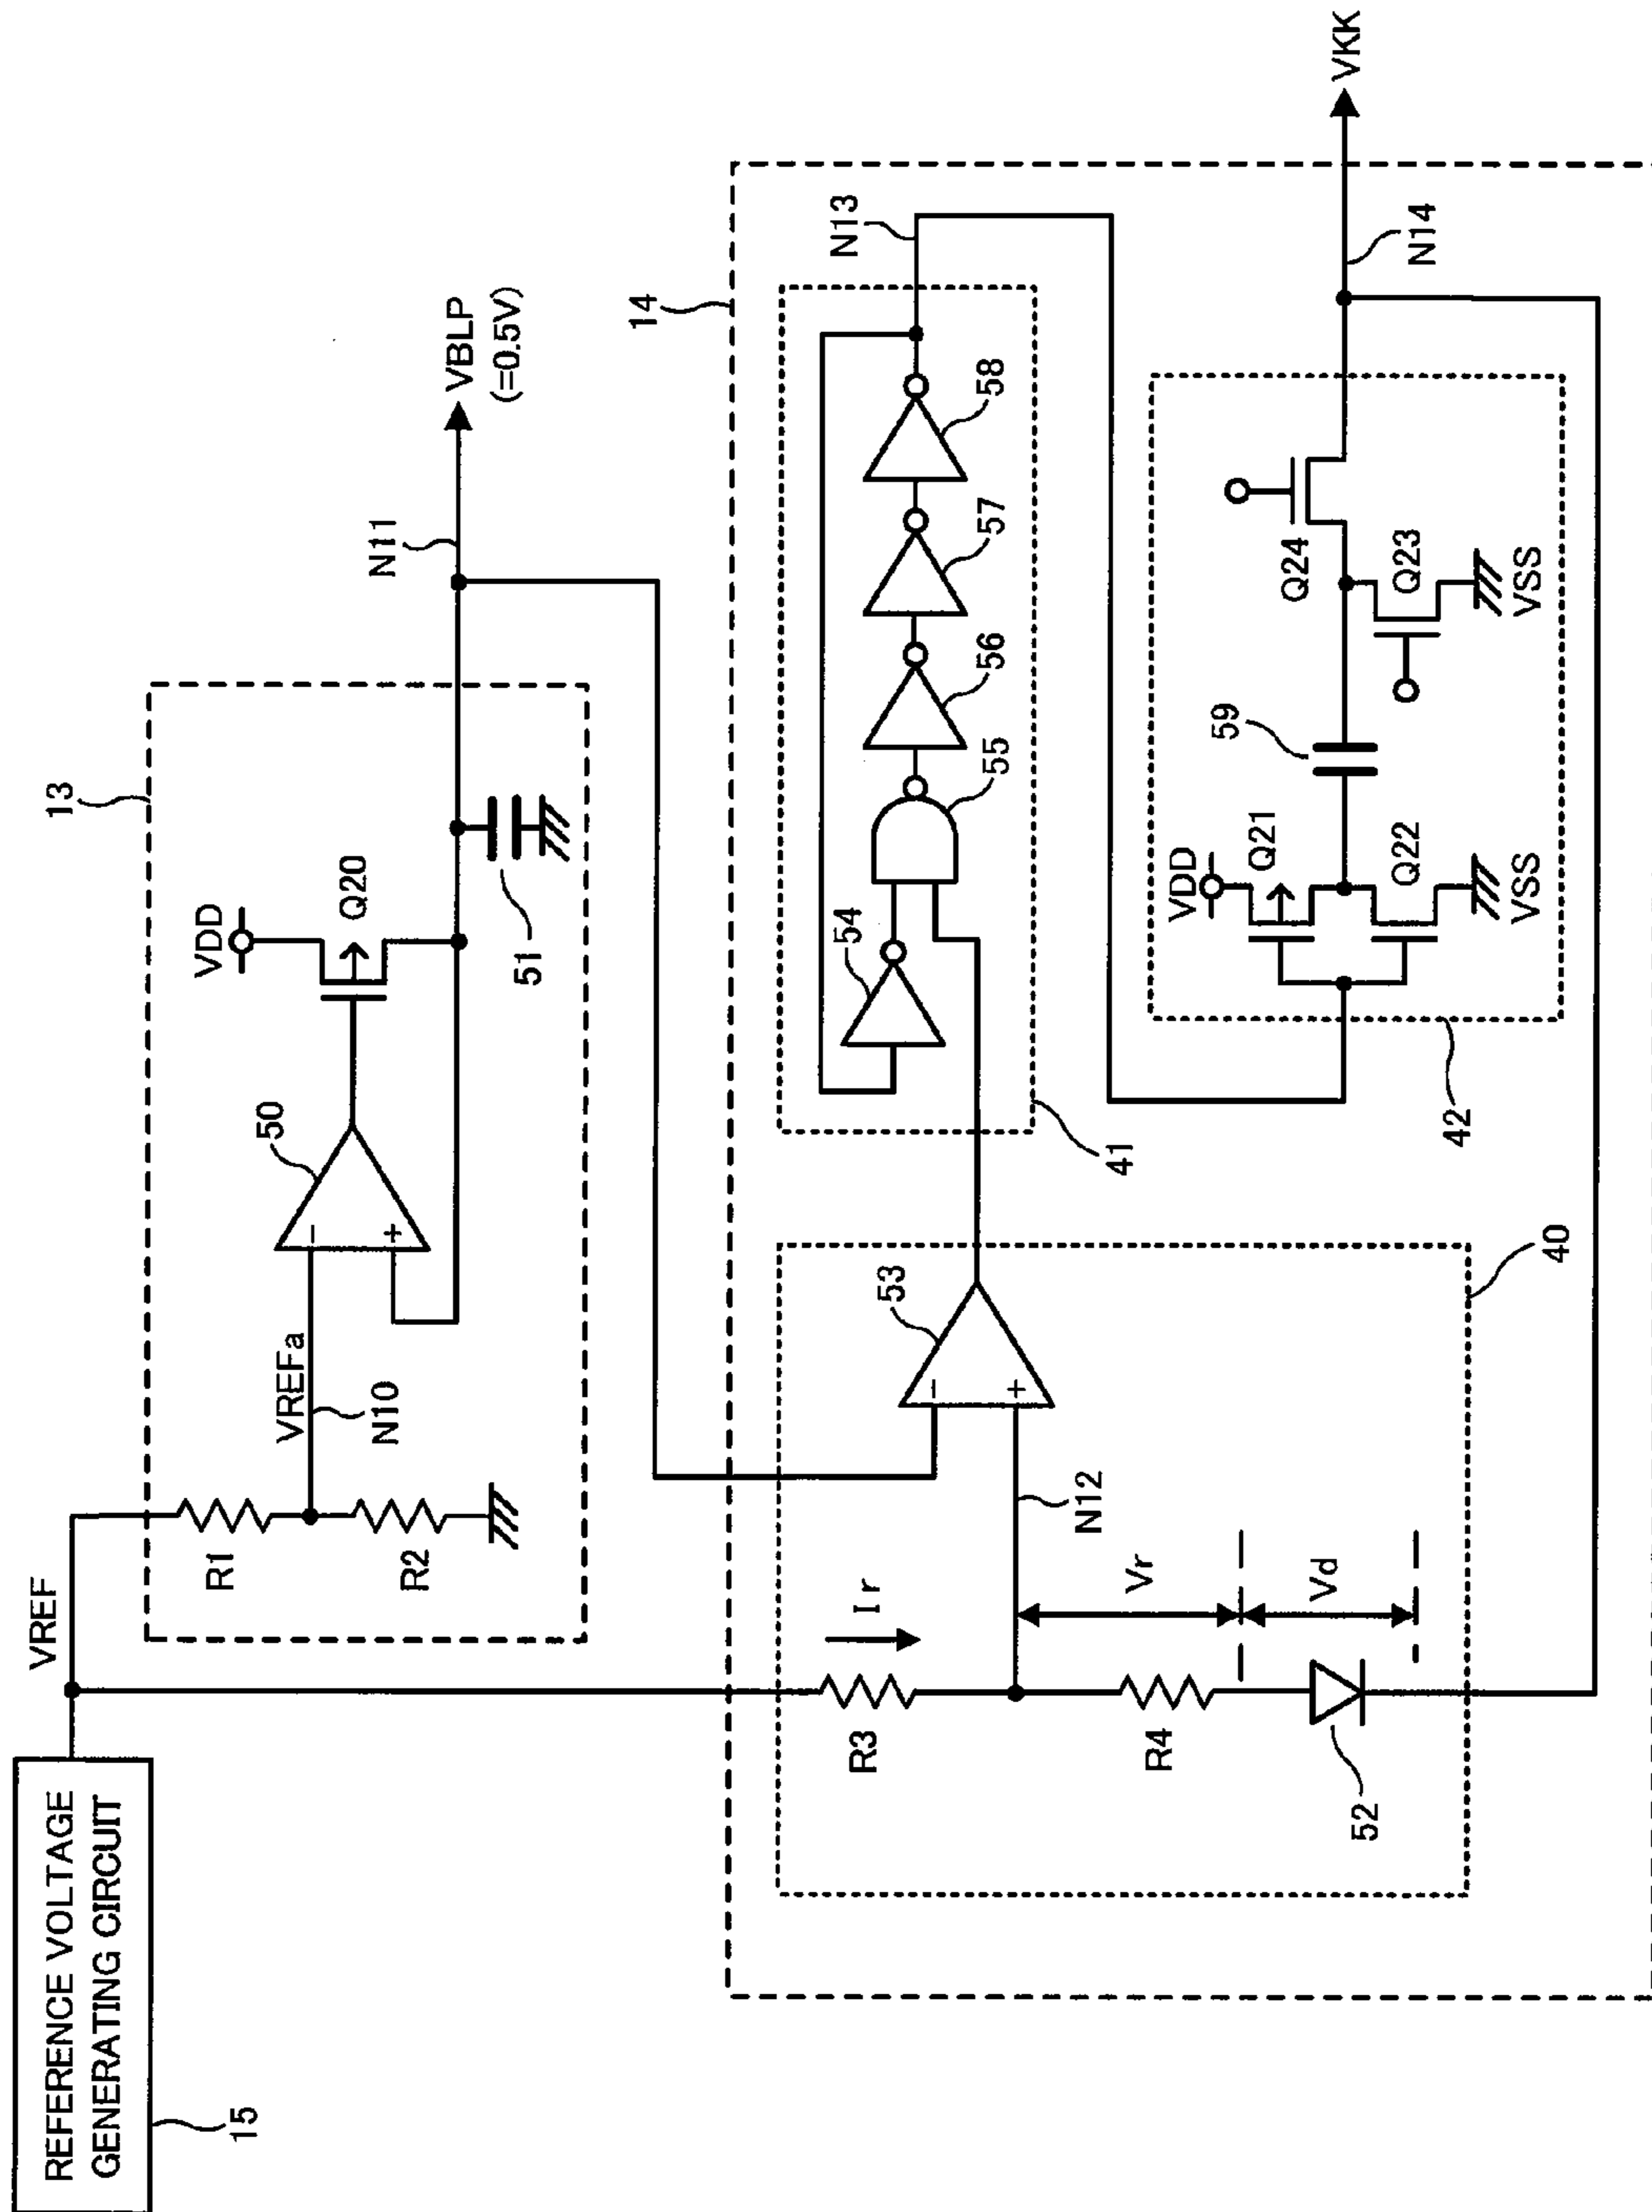 REFERENCE VOLTAGE
GENERATING CIRCUIT
15
VREF
13
R1
R2
VREFa
N10
50
-
+
VDD
Q20
51
N11
VBLP
(=0.5V)
14
R3
Ir
N12
R4
Vr
Vd
52
53
-
+
40
41
54
55
56
57
58
N13
42
VDD
Q21
Q22
VSS
59
Q24
Q23
VSS
N14
VKK